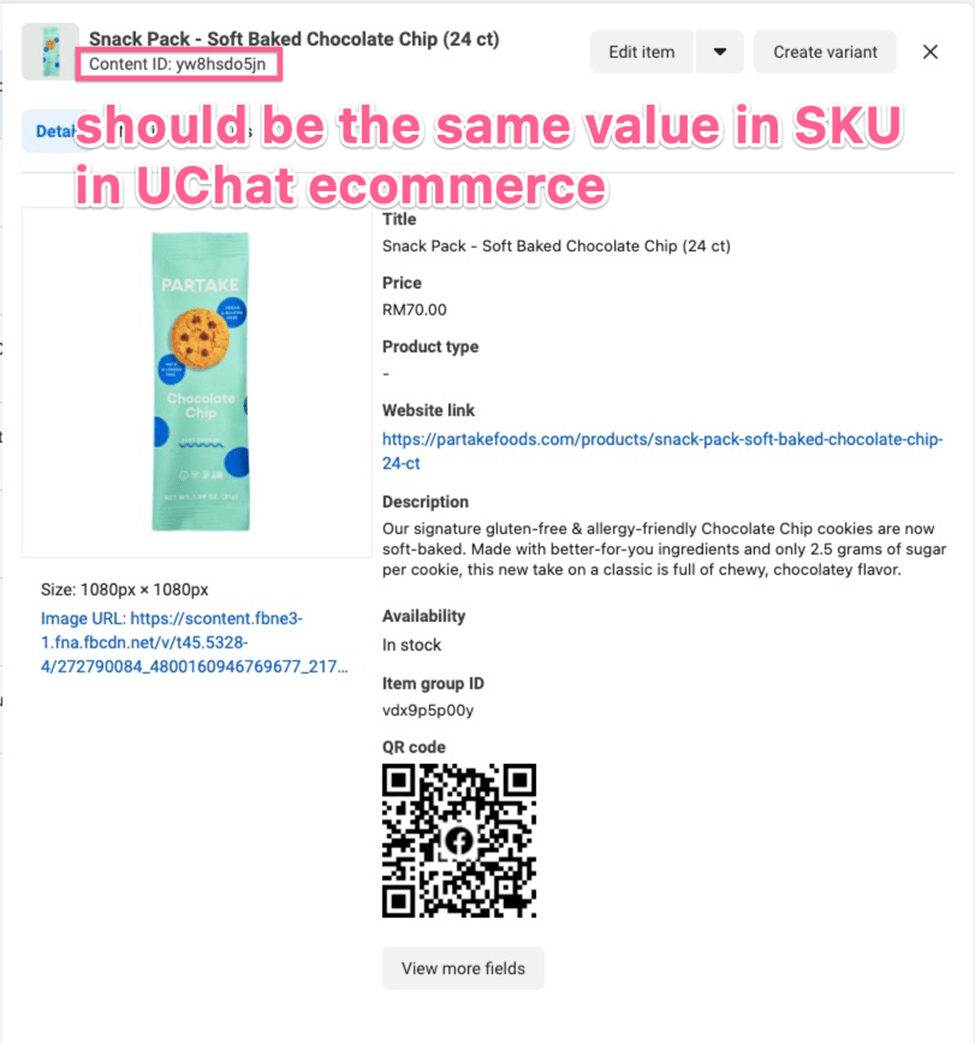 Snack Pack - Soft Baked Chocolate Chip (24 ct)
Content ID: yw8hsdo5jn
Edit item
Create variant
should be the same value in SKU
in UChat ecommerce
Title
Snack Pack - Soft Baked Chocolate Chip (24 ct)
PARTAKE
Chocolate
Chip
Price
RM70.00
Product type
-
Website link
https://partakefoods.com/products/snack-pack-soft-baked-chocolate-chip-
24-ct
Description
Our signature gluten-free & allergy-friendly Chocolate Chip cookies are now
soft-baked. Made with better-for-you ingredients and only 2.5 grams of sugar
per cookie, this new take on a classic is full of chewy, chocolatey flavor.
Size: 1080px × 1080px
Image URL: https://scontent.fbne3-
1.fna.fbcdn.net/v/t45.5328-
4/272790084_4800160946769677_217...
Availability
In stock
Item group ID
vdx9p5p00y
QR code
View more fields